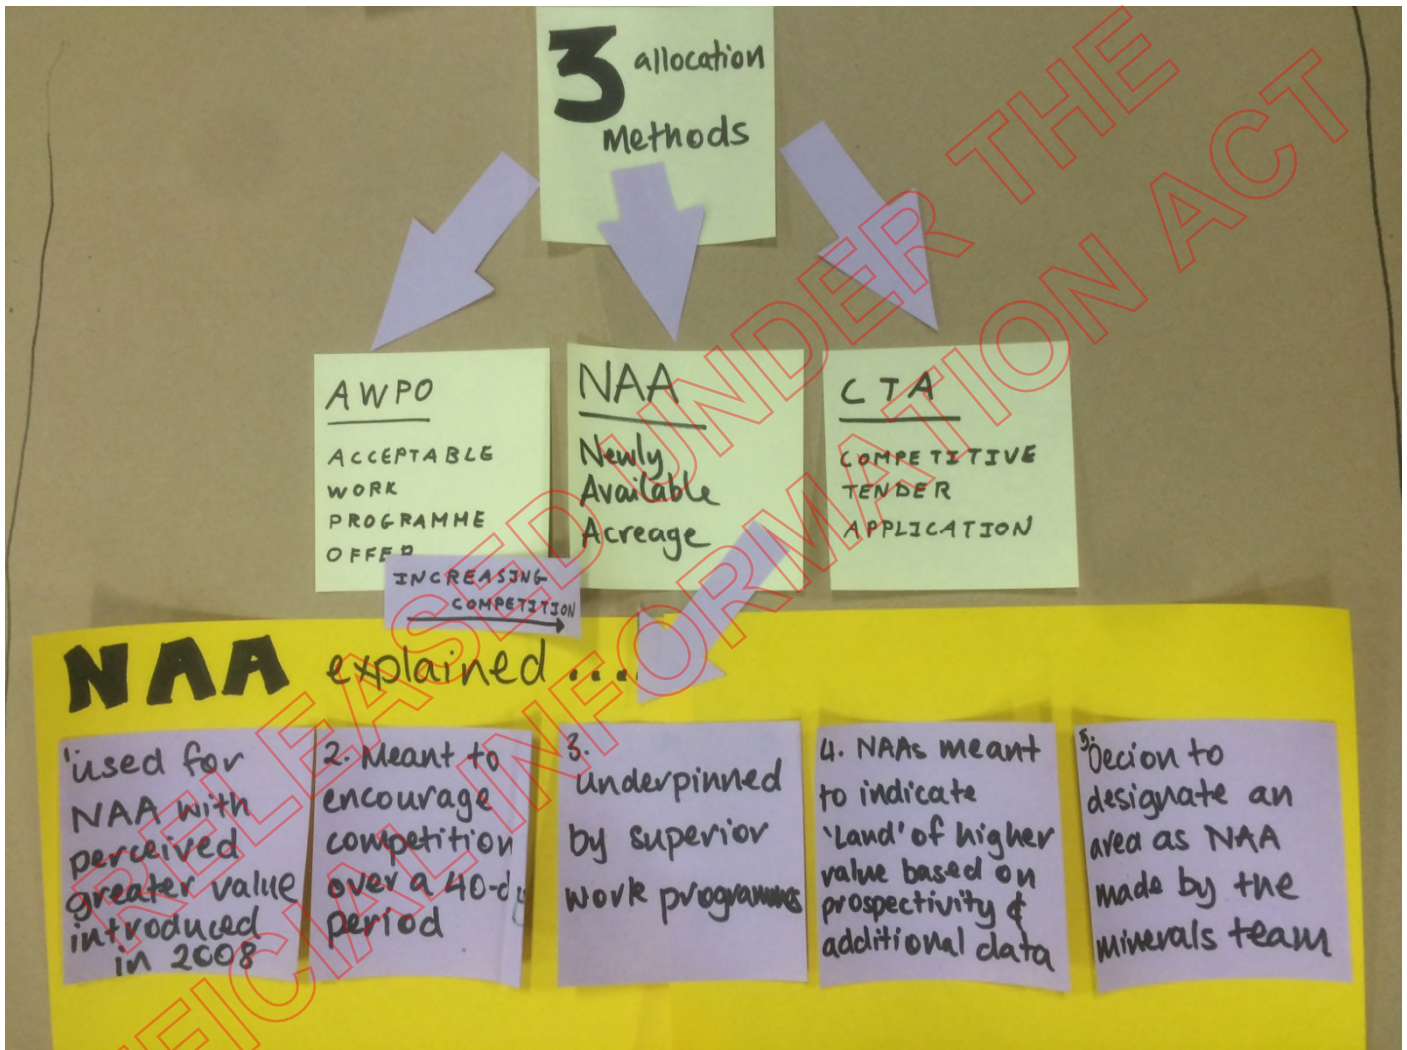 3 allocation
methods
AWPO
ACCEPTABLE
WORK
PROGRAMME
OFFER
NAA
Newly
Available
Acreage
CTA
COMPETITIVE
TENDER
APPLICATION
INCREASING
COMPETITION
NAA explained ....
1. used for
NAA with
perceived
greater value
introduced
in 2008
2. Meant to
encourage
competition
over a 40-d y
period
3.
underpinned
by superior
work programmes
4. NAAs meant
to indicate
'land' of higher
value based on
prospectivity &
additional data
5. Decion to
designate an
area as NAA
made by the
minerals team
RELEASED UNDER THE
OFFICIAL INFORMATION ACT